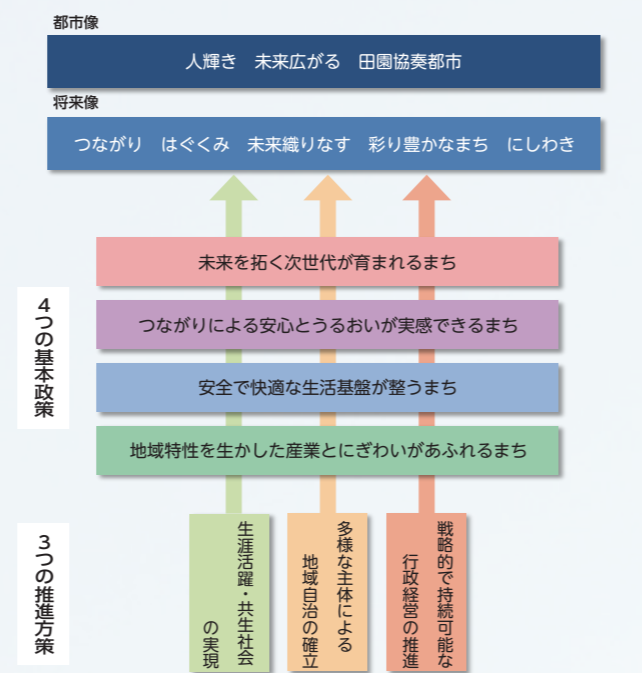 都市像
人輝き　未来広がる　田園協奏都市
将来像
つながり　はぐくみ　未来織りなす　彩り豊かなまち　にしわき
4つの基本政策
未来を拓く次世代が育まれるまち
つながりによる安心とうるおいが実感できるまち
安全で快適な生活基盤が整うまち
地域特性を生かした産業とにぎわいがあふれるまち
3つの推進方策
生涯活躍・共生社会
の実現
多様な主体による
地域自治の確立
戦略的で持続可能な
行政経営の推進